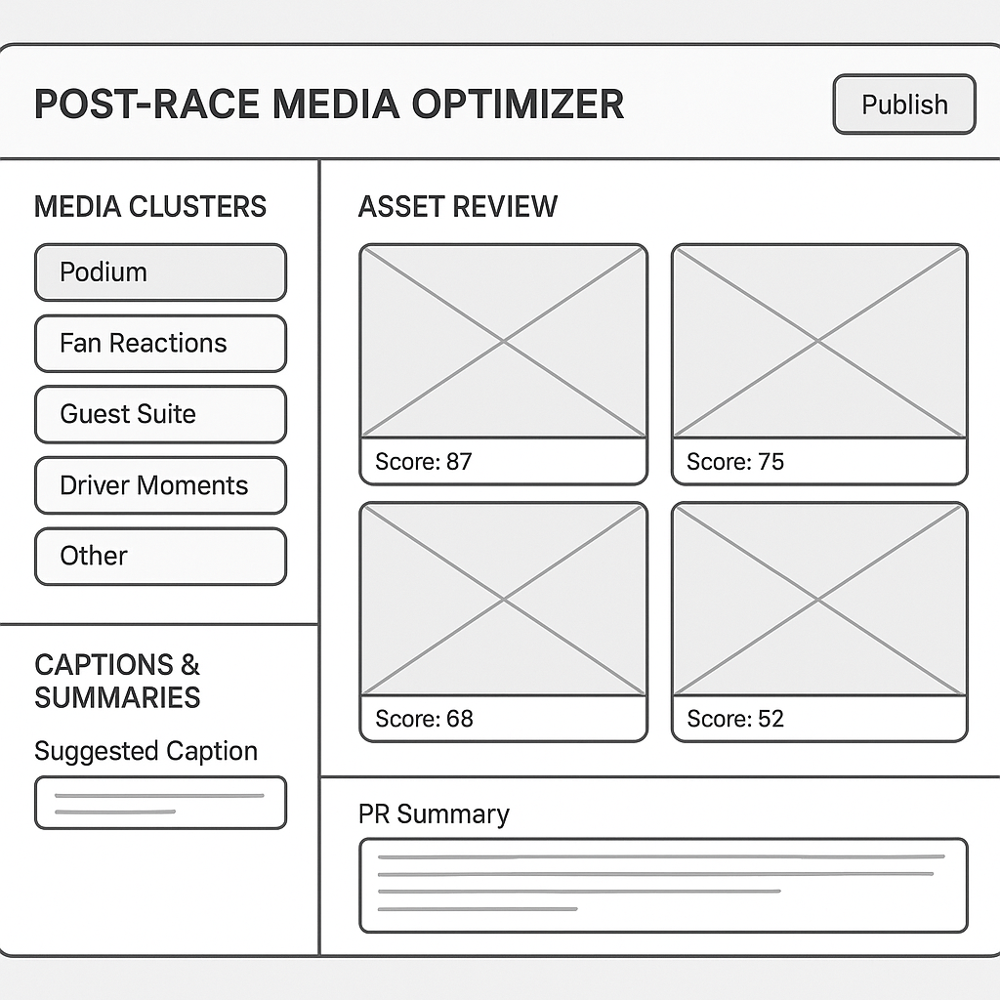 POST-RACE MEDIA OPTIMIZER
Publish
MEDIA CLUSTERS
Podium
Fan Reactions
Guest Suite
Driver Moments
Other
CAPTIONS &
SUMMARIES
Suggested Caption
ASSET REVIEW
Score: 87
Score: 75
Score: 68
Score: 52
PR Summary